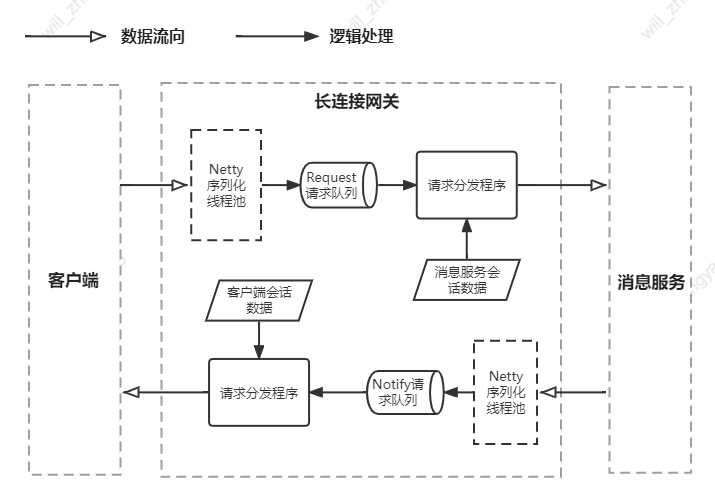 数据流向
逻辑处理
长连接网关
Netty
序列化
线程池
Request
请求队列
请求分发程序
消息服务会
话数据
客户端
客户端会话
数据
消息服务
请求分发程序
Notify请
求队列
Netty
序列化
线程池